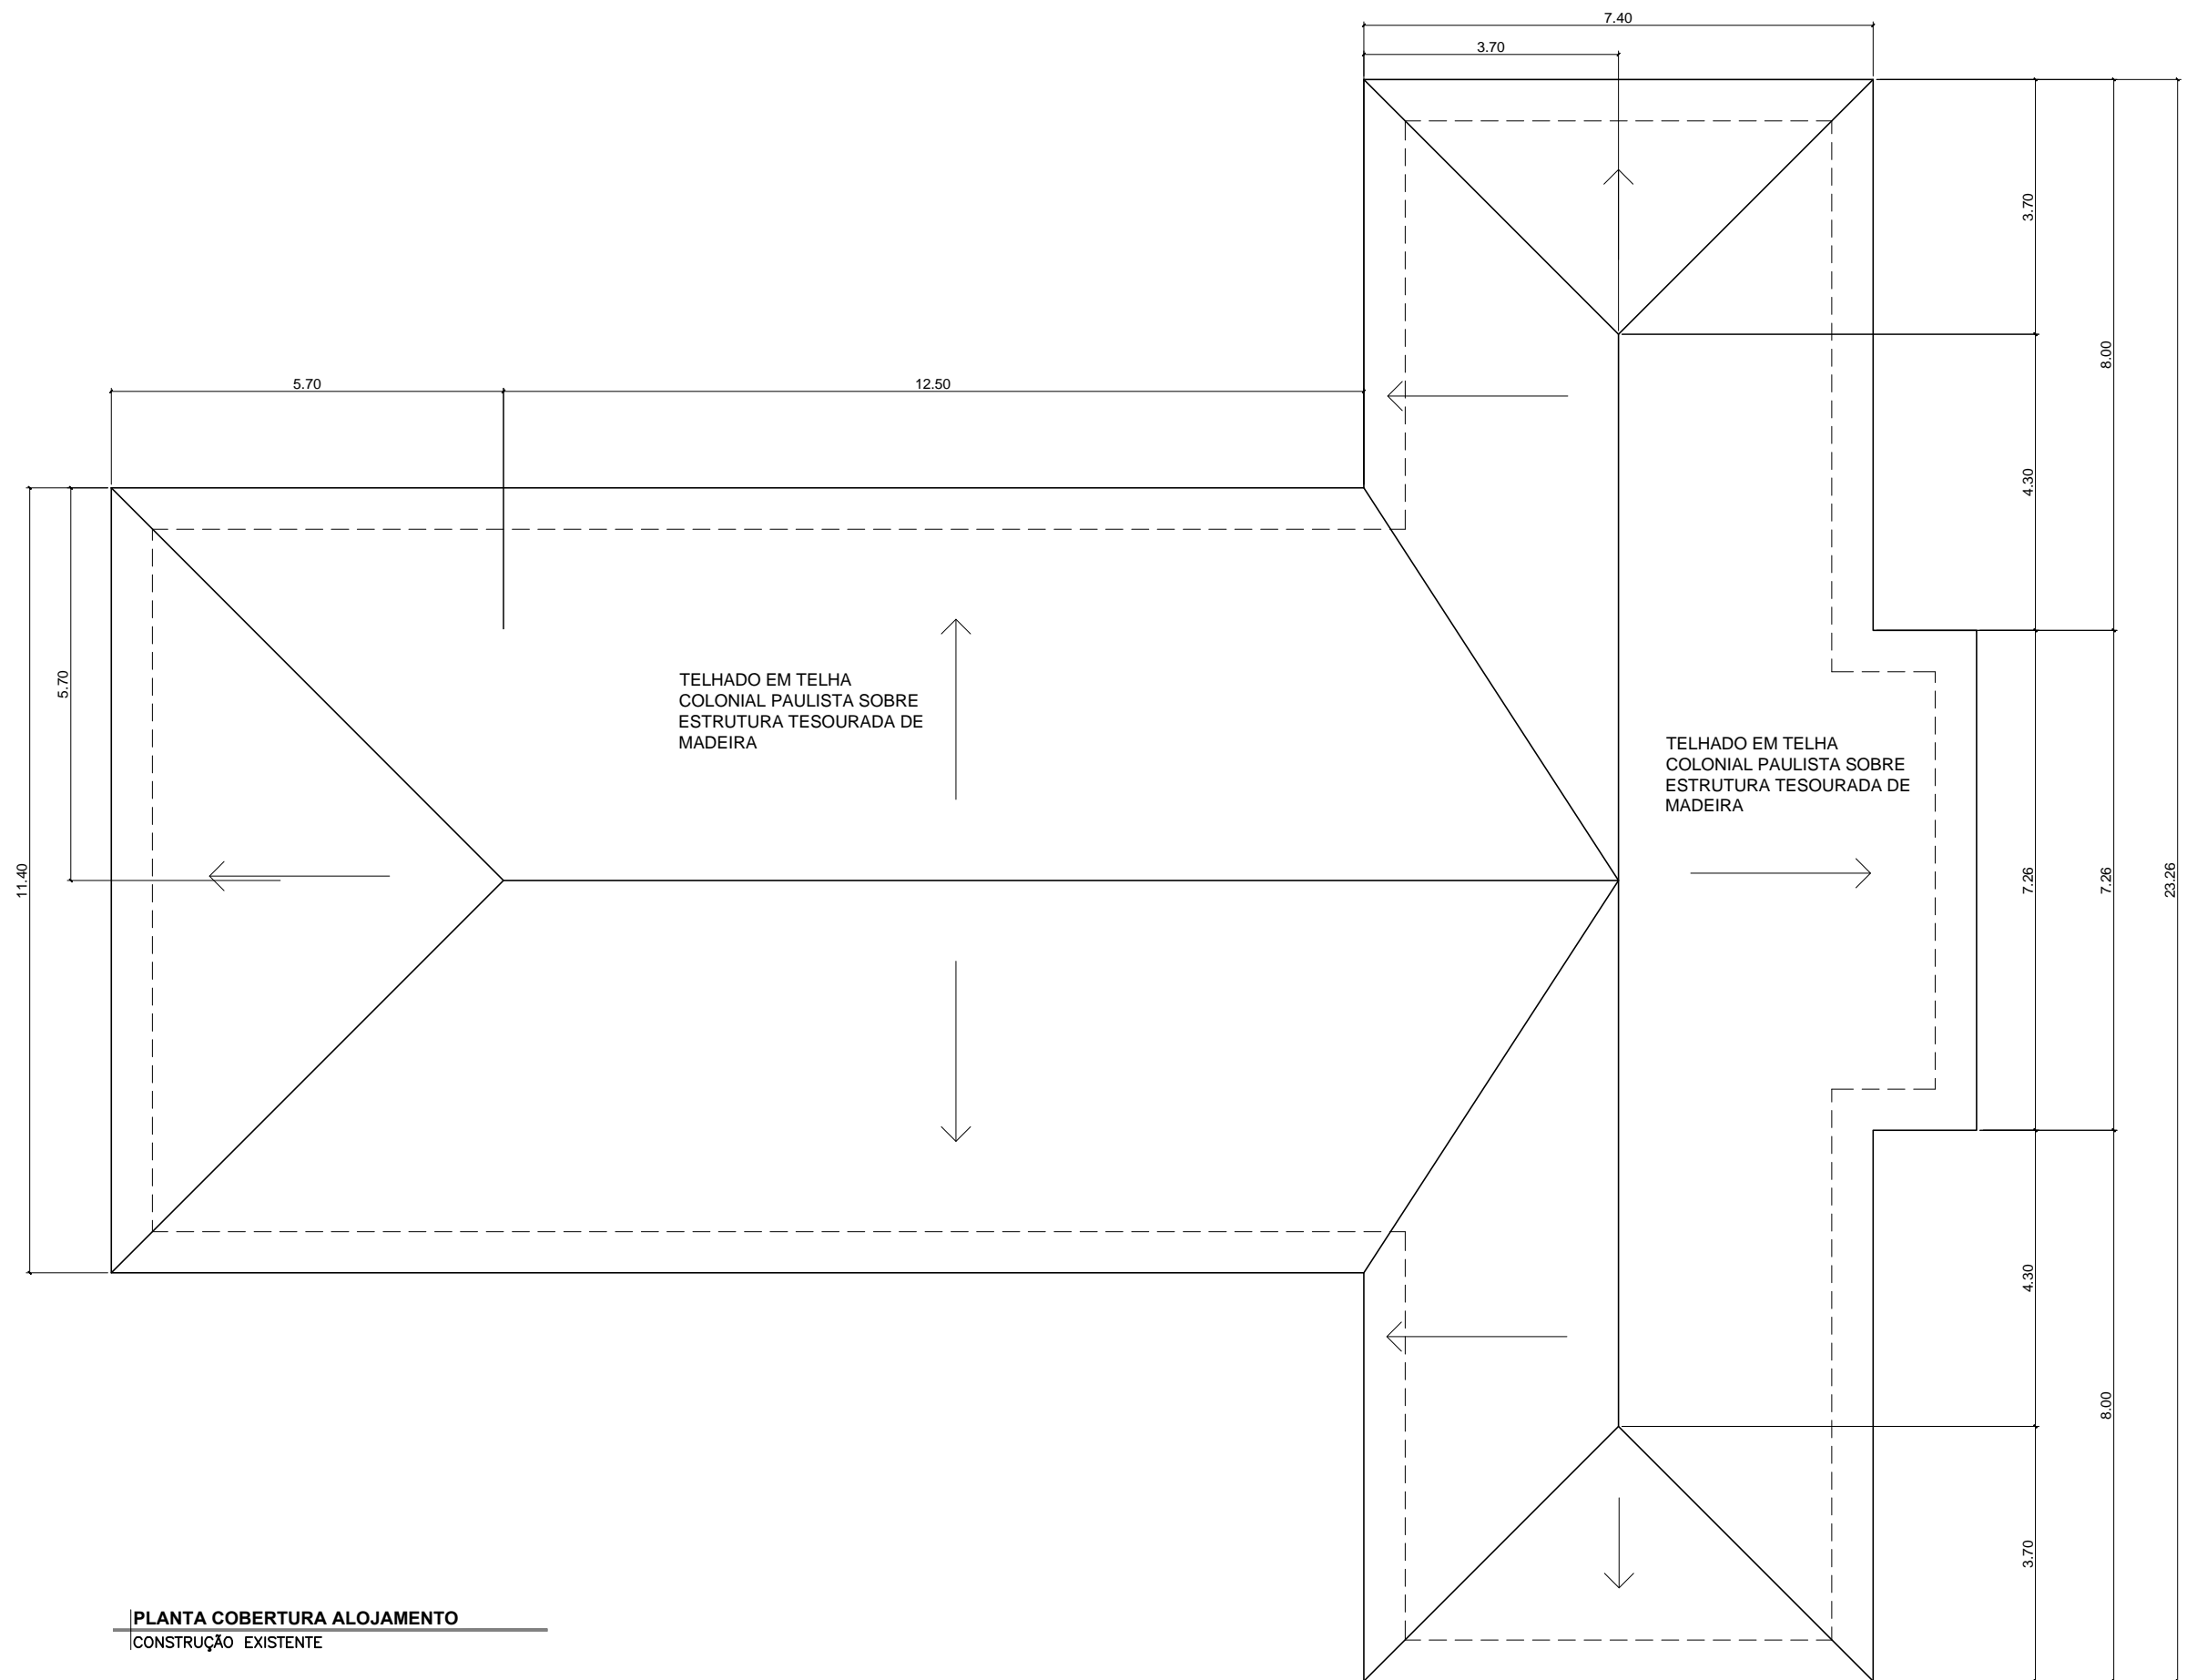 7.40
3.70
5.70
12.50
3.70
8.00
4.30
5.70
11.40
TELHADO EM TELHA
COLONIAL PAULISTA SOBRE
ESTRUTURA TESOURADA DE
MADEIRA
TELHADO EM TELHA
COLONIAL PAULISTA SOBRE
ESTRUTURA TESOURADA DE
MADEIRA
7.26
7.26
23.26
4.30
8.00
3.70
PLANTA COBERTURA ALOJAMENTO
CONSTRUÇÃO EXISTENTE